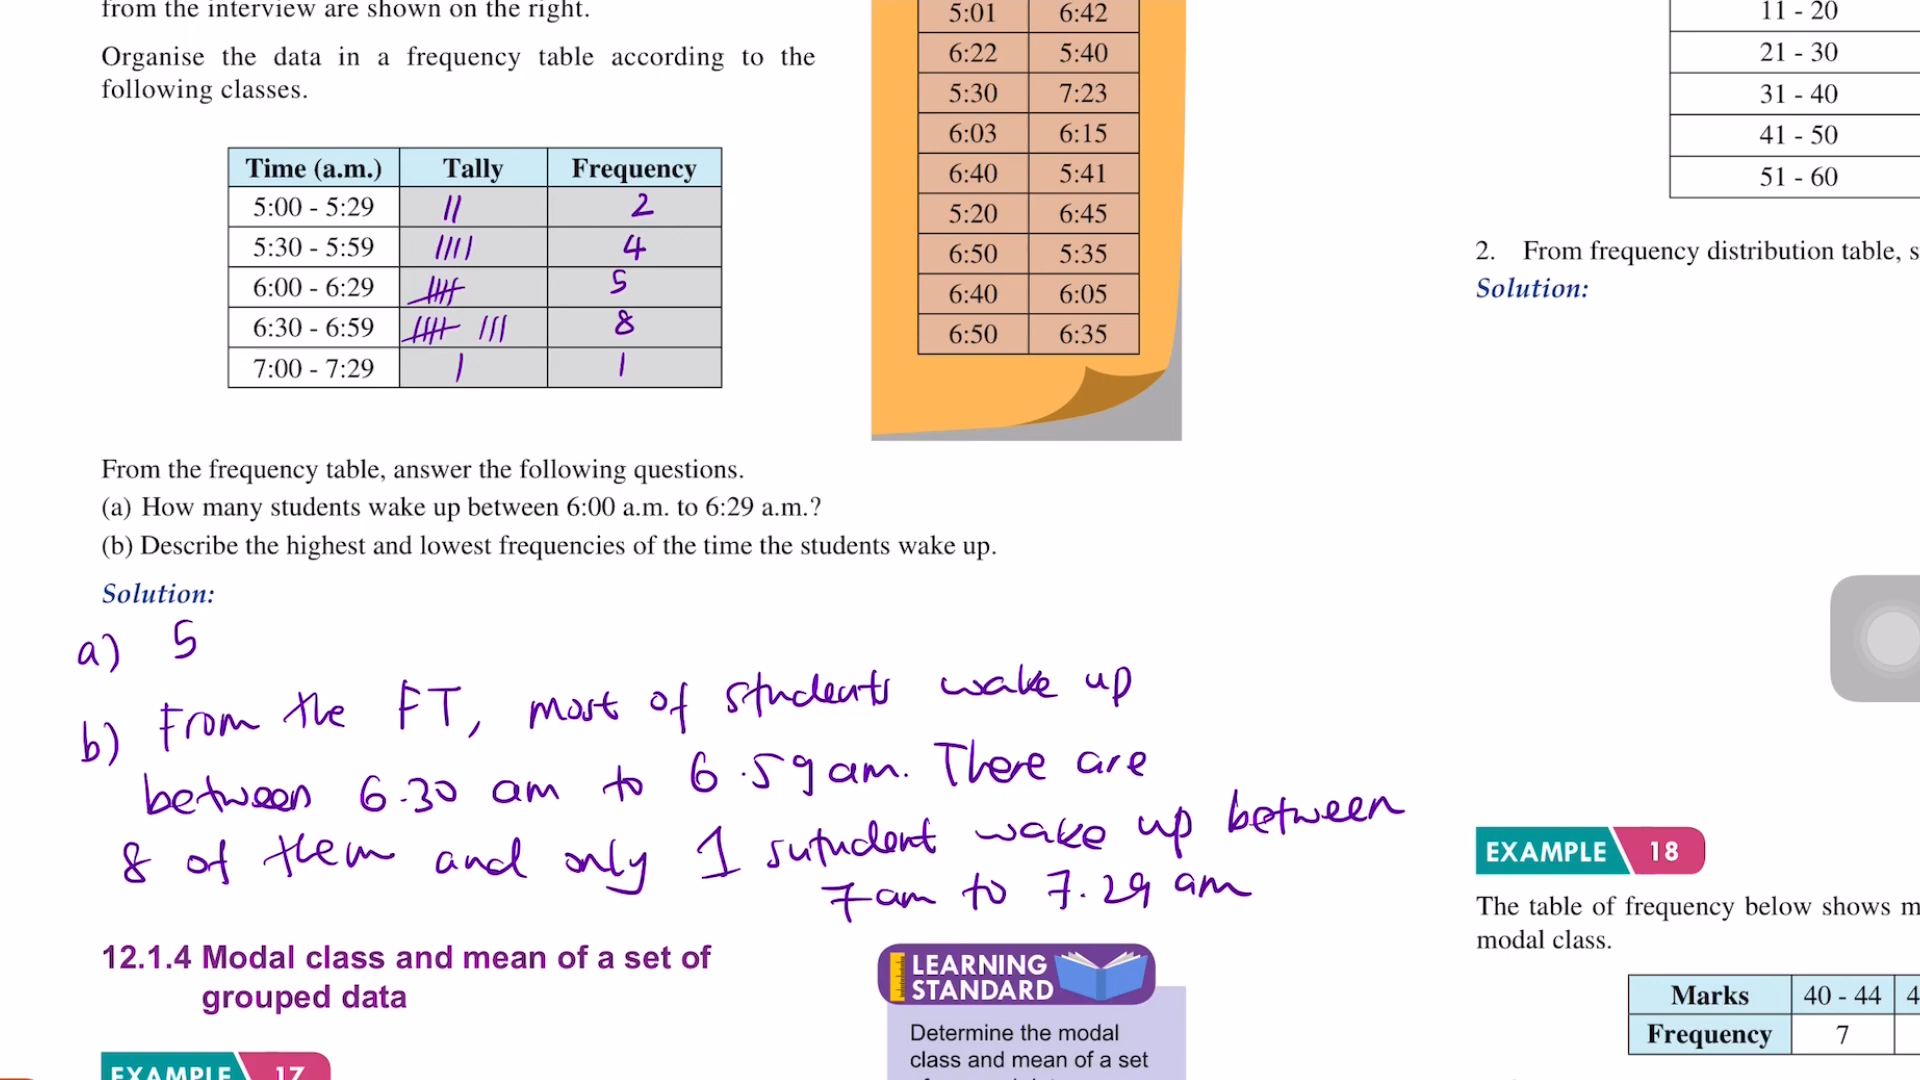 from the interview are shown on the right.
Organise the data in a frequency table according to the
following classes.
Time (a.m.) Tally Frequency
5:00 - 5:29 || 2
5:30 - 5:59 |||| 4
6:00 - 6:29 |||| 5
6:30 - 6:59 |||| ||| 8
7:00 - 7:29 | 1
5:01 6:42
6:22 5:40
5:30 7:23
6:03 6:15
6:40 5:41
5:20 6:45
6:50 5:35
6:40 6:05
6:50 6:35
From the frequency table, answer the following questions.
(a) How many students wake up between 6:00 a.m. to 6:29 a.m.?
(b) Describe the highest and lowest frequencies of the time the students wake up.
Solution:
a) 5
b) From the FT, most of students wake up
between 6.30 am to 6.59am. There are
8 of them and only 1 sutudent wake up between
7am to 7.29 am
12.1.4 Modal class and mean of a set of
grouped data
EXAMPLE 17
LEARNING
STANDARD
Determine the modal
class and mean of a set
11 - 20
21 - 30
31 - 40
41 - 50
51 - 60
2. From frequency distribution table, s
Solution:
EXAMPLE 18
The table of frequency below shows m
modal class.
Marks 40 - 44 4
Frequency 7